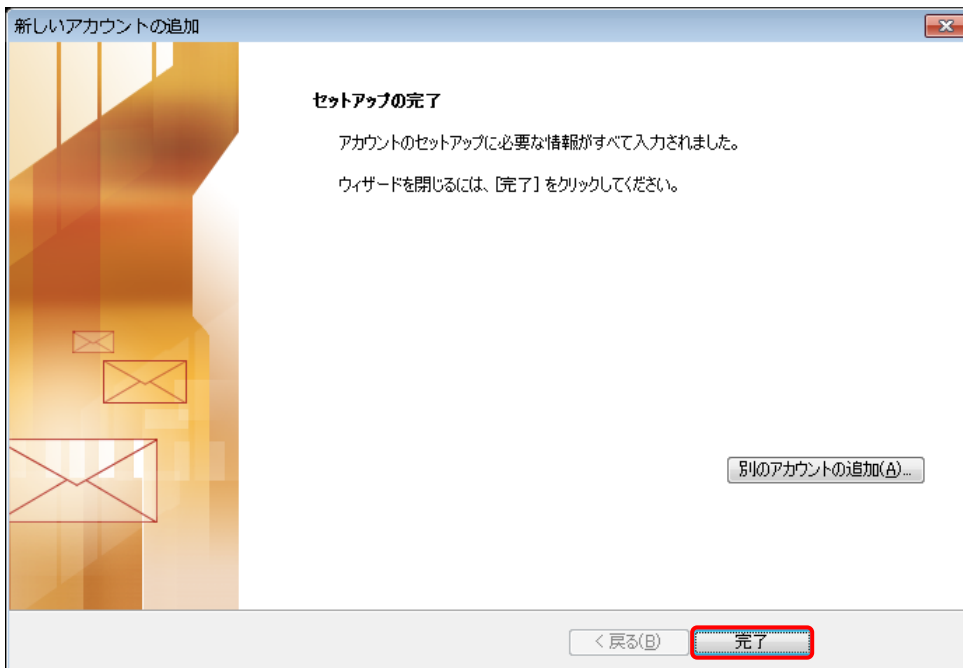 新しいアカウントの追加
セットアップの完了
アカウントのセットアップに必要な情報がすべて入力されました。
ウィザードを閉じるには、[完了] をクリックしてください。
別のアカウントの追加(A)...
< 戻る(B)
完了